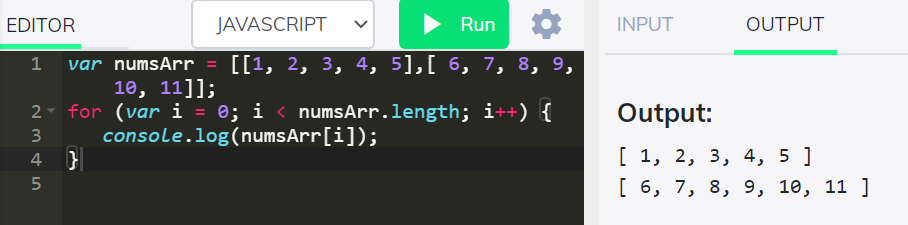 EDITOR
JAVASCRIPT
Run
INPUT
OUTPUT
1 var numsArr = [[1, 2, 3, 4, 5],[ 6, 7, 8, 9,
10, 11]];
2 for (var i = 0; i < numsArr.length; i++) {
3 console.log(numsArr[i]);
4 }
5
Output:
[ 1, 2, 3, 4, 5 ]
[ 6, 7, 8, 9, 10, 11 ]